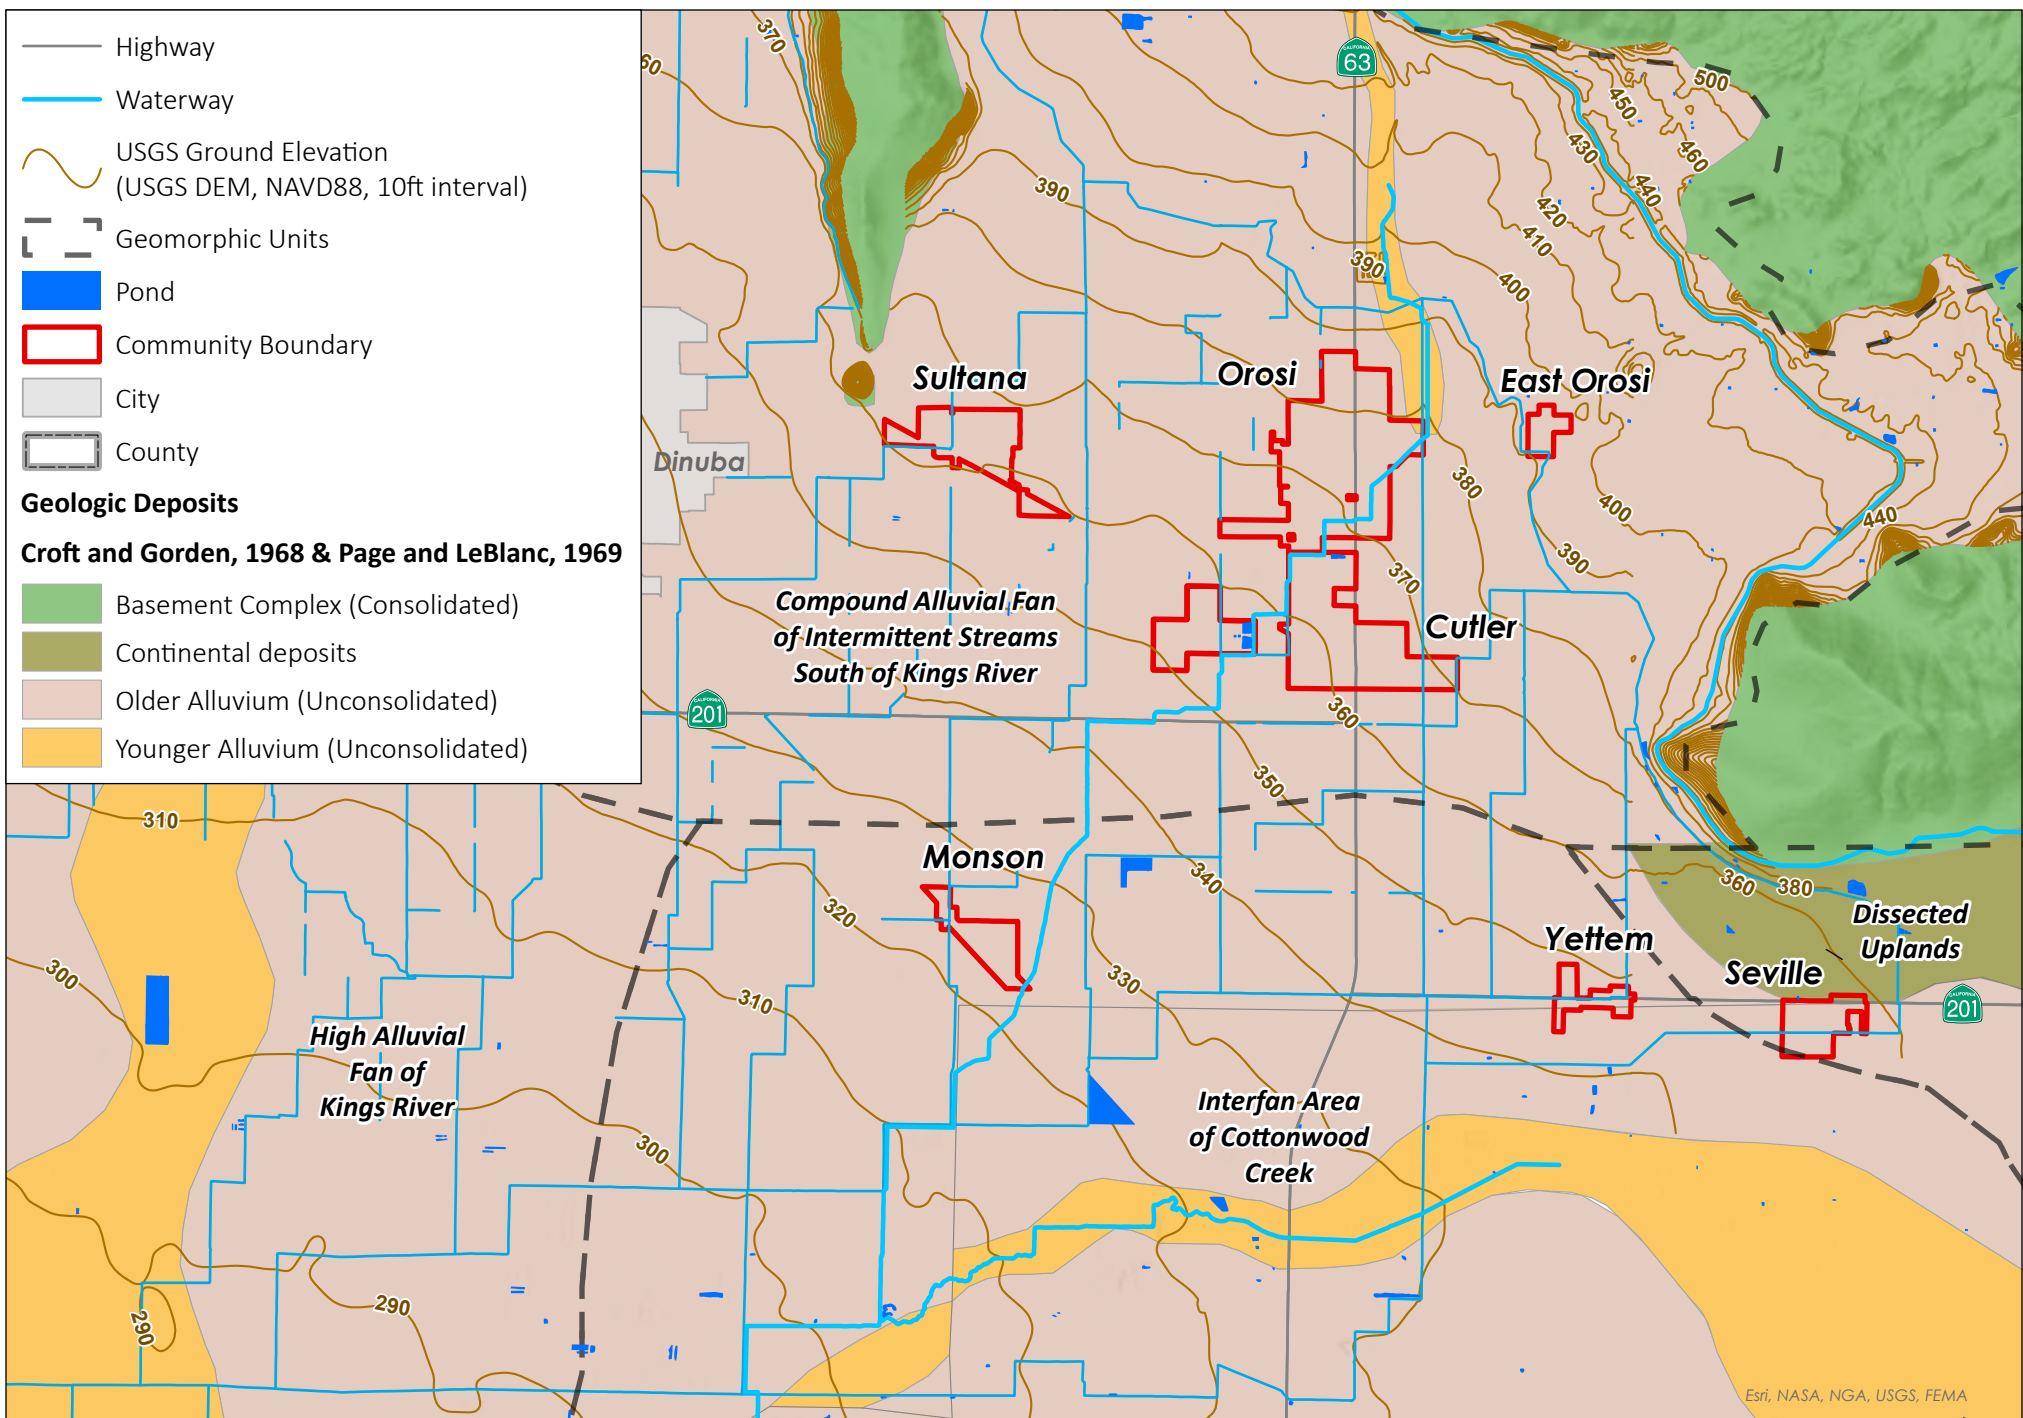 Highway
Waterway
USGS Ground Elevation
(USGS DEM, NAVD88, 10ft interval)
Geomorphic Units
Pond
Community Boundary
City
County
Geologic Deposits
Croft and Gorden, 1968 & Page and LeBlanc, 1969
Basement Complex (Consolidated)
Continental deposits
Older Alluvium (Unconsolidated)
Younger Alluvium (Unconsolidated)
370
60
CALIFORNIA
63
500
450
430
460
440
390
420
410
390
400
Sultana
Orosi
East Orosi
Dinuba
380
400
440
390
370
Compound Alluvial Fan
of Intermittent Streams
South of Kings River
Cutler
CALIFORNIA
201
360
350
310
Monson
340
360
380
320
Dissected
Uplands
Yettem
Seville
300
330
310
CALIFORNIA
201
High Alluvial
Fan of
Kings River
Interfan Area
of Cottonwood
Creek
300
290
290
Esri, NASA, NGA, USGS, FEMA